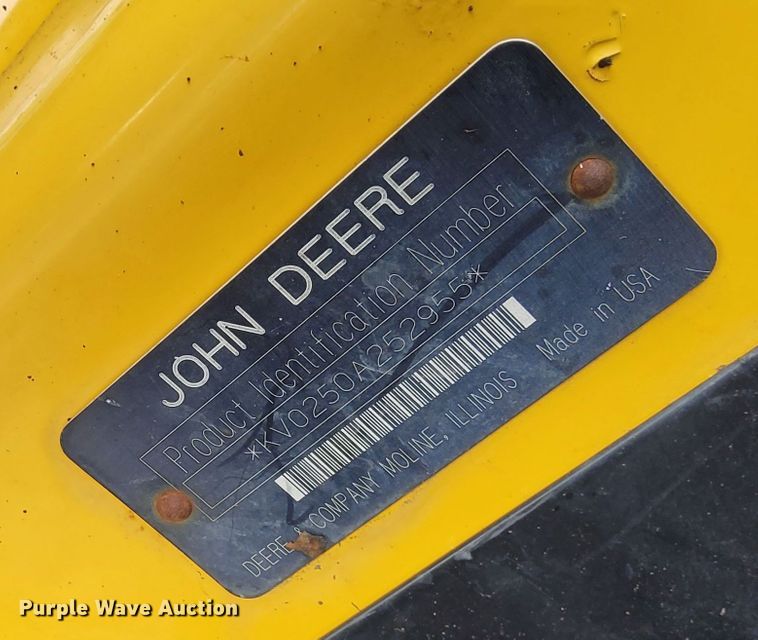 JOHN DEERE
Product Identification Number
*KV0250A252955*
DEERE & COMPANY MOLINE, ILLINOIS Made in USA
Purple Wave Auction